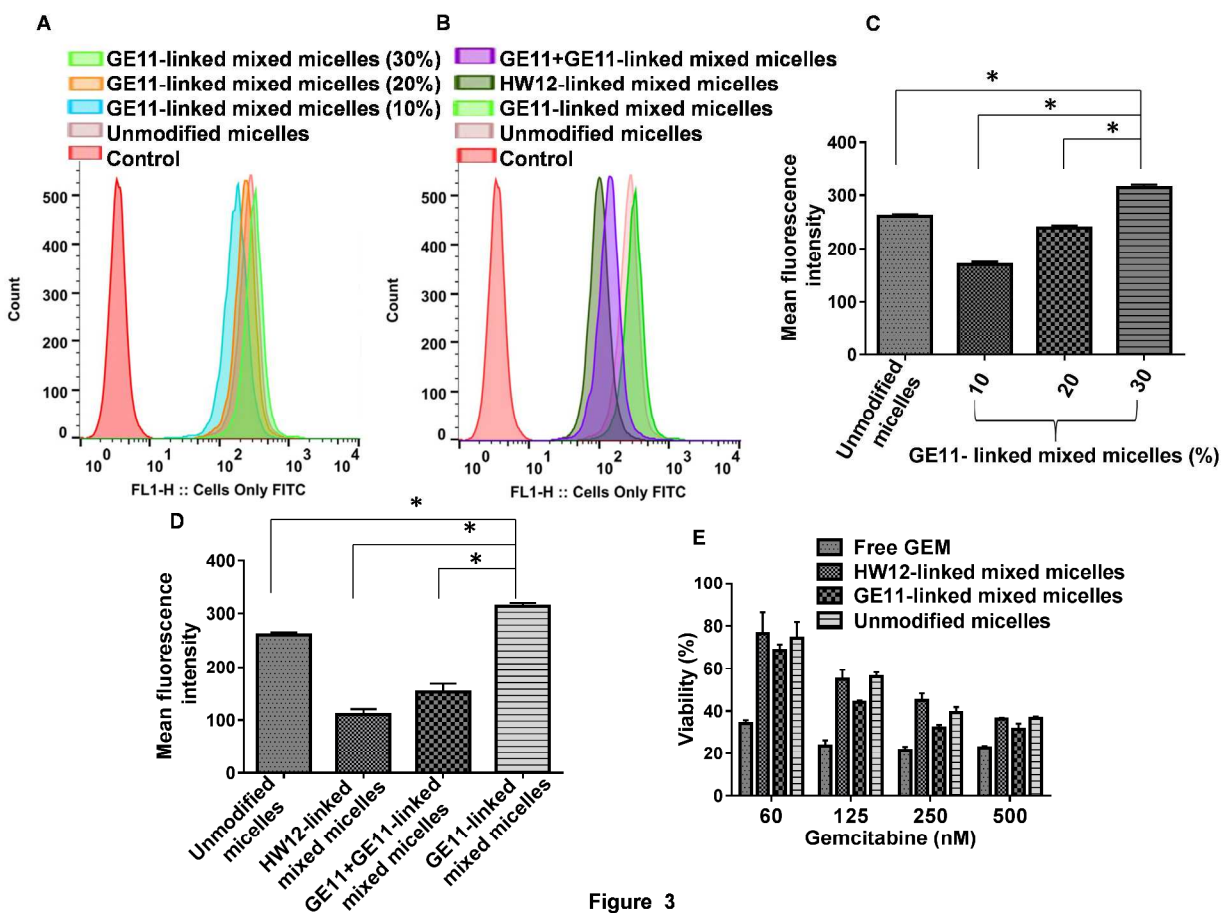 A
GE11-linked mixed micelles (30%)
GE11-linked mixed micelles (20%)
GE11-linked mixed micelles (10%)
Unmodified micelles
Control
Count
500
400
300
200
100
0
10^0 10^1 10^2 10^3 10^4
FL1-H :: Cells Only FITC
B
GE11+GE11-linked mixed micelles
HW12-linked mixed micelles
GE11-linked mixed micelles
Unmodified micelles
Control
Count
500
400
300
200
100
0
10^0 10^1 10^2 10^3 10^4
FL1-H :: Cells Only FITC
C
*
*
*
Mean fluorescence
intensity
400
300
200
100
0
Unmodified
micelles
10
20
30
GE11- linked mixed micelles (%)
D
*
*
*
Mean fluorescence
intensity
400
300
200
100
0
Unmodified
micelles
HW12-linked
mixed micelles
GE11+GE11-linked
mixed micelles
GE11-linked
mixed micelles
E
Free GEM
HW12-linked mixed micelles
GE11-linked mixed micelles
Unmodified micelles
Viability (%)
100
80
60
40
20
0
60 125 250 500
Gemcitabine (nM)
Figure 3